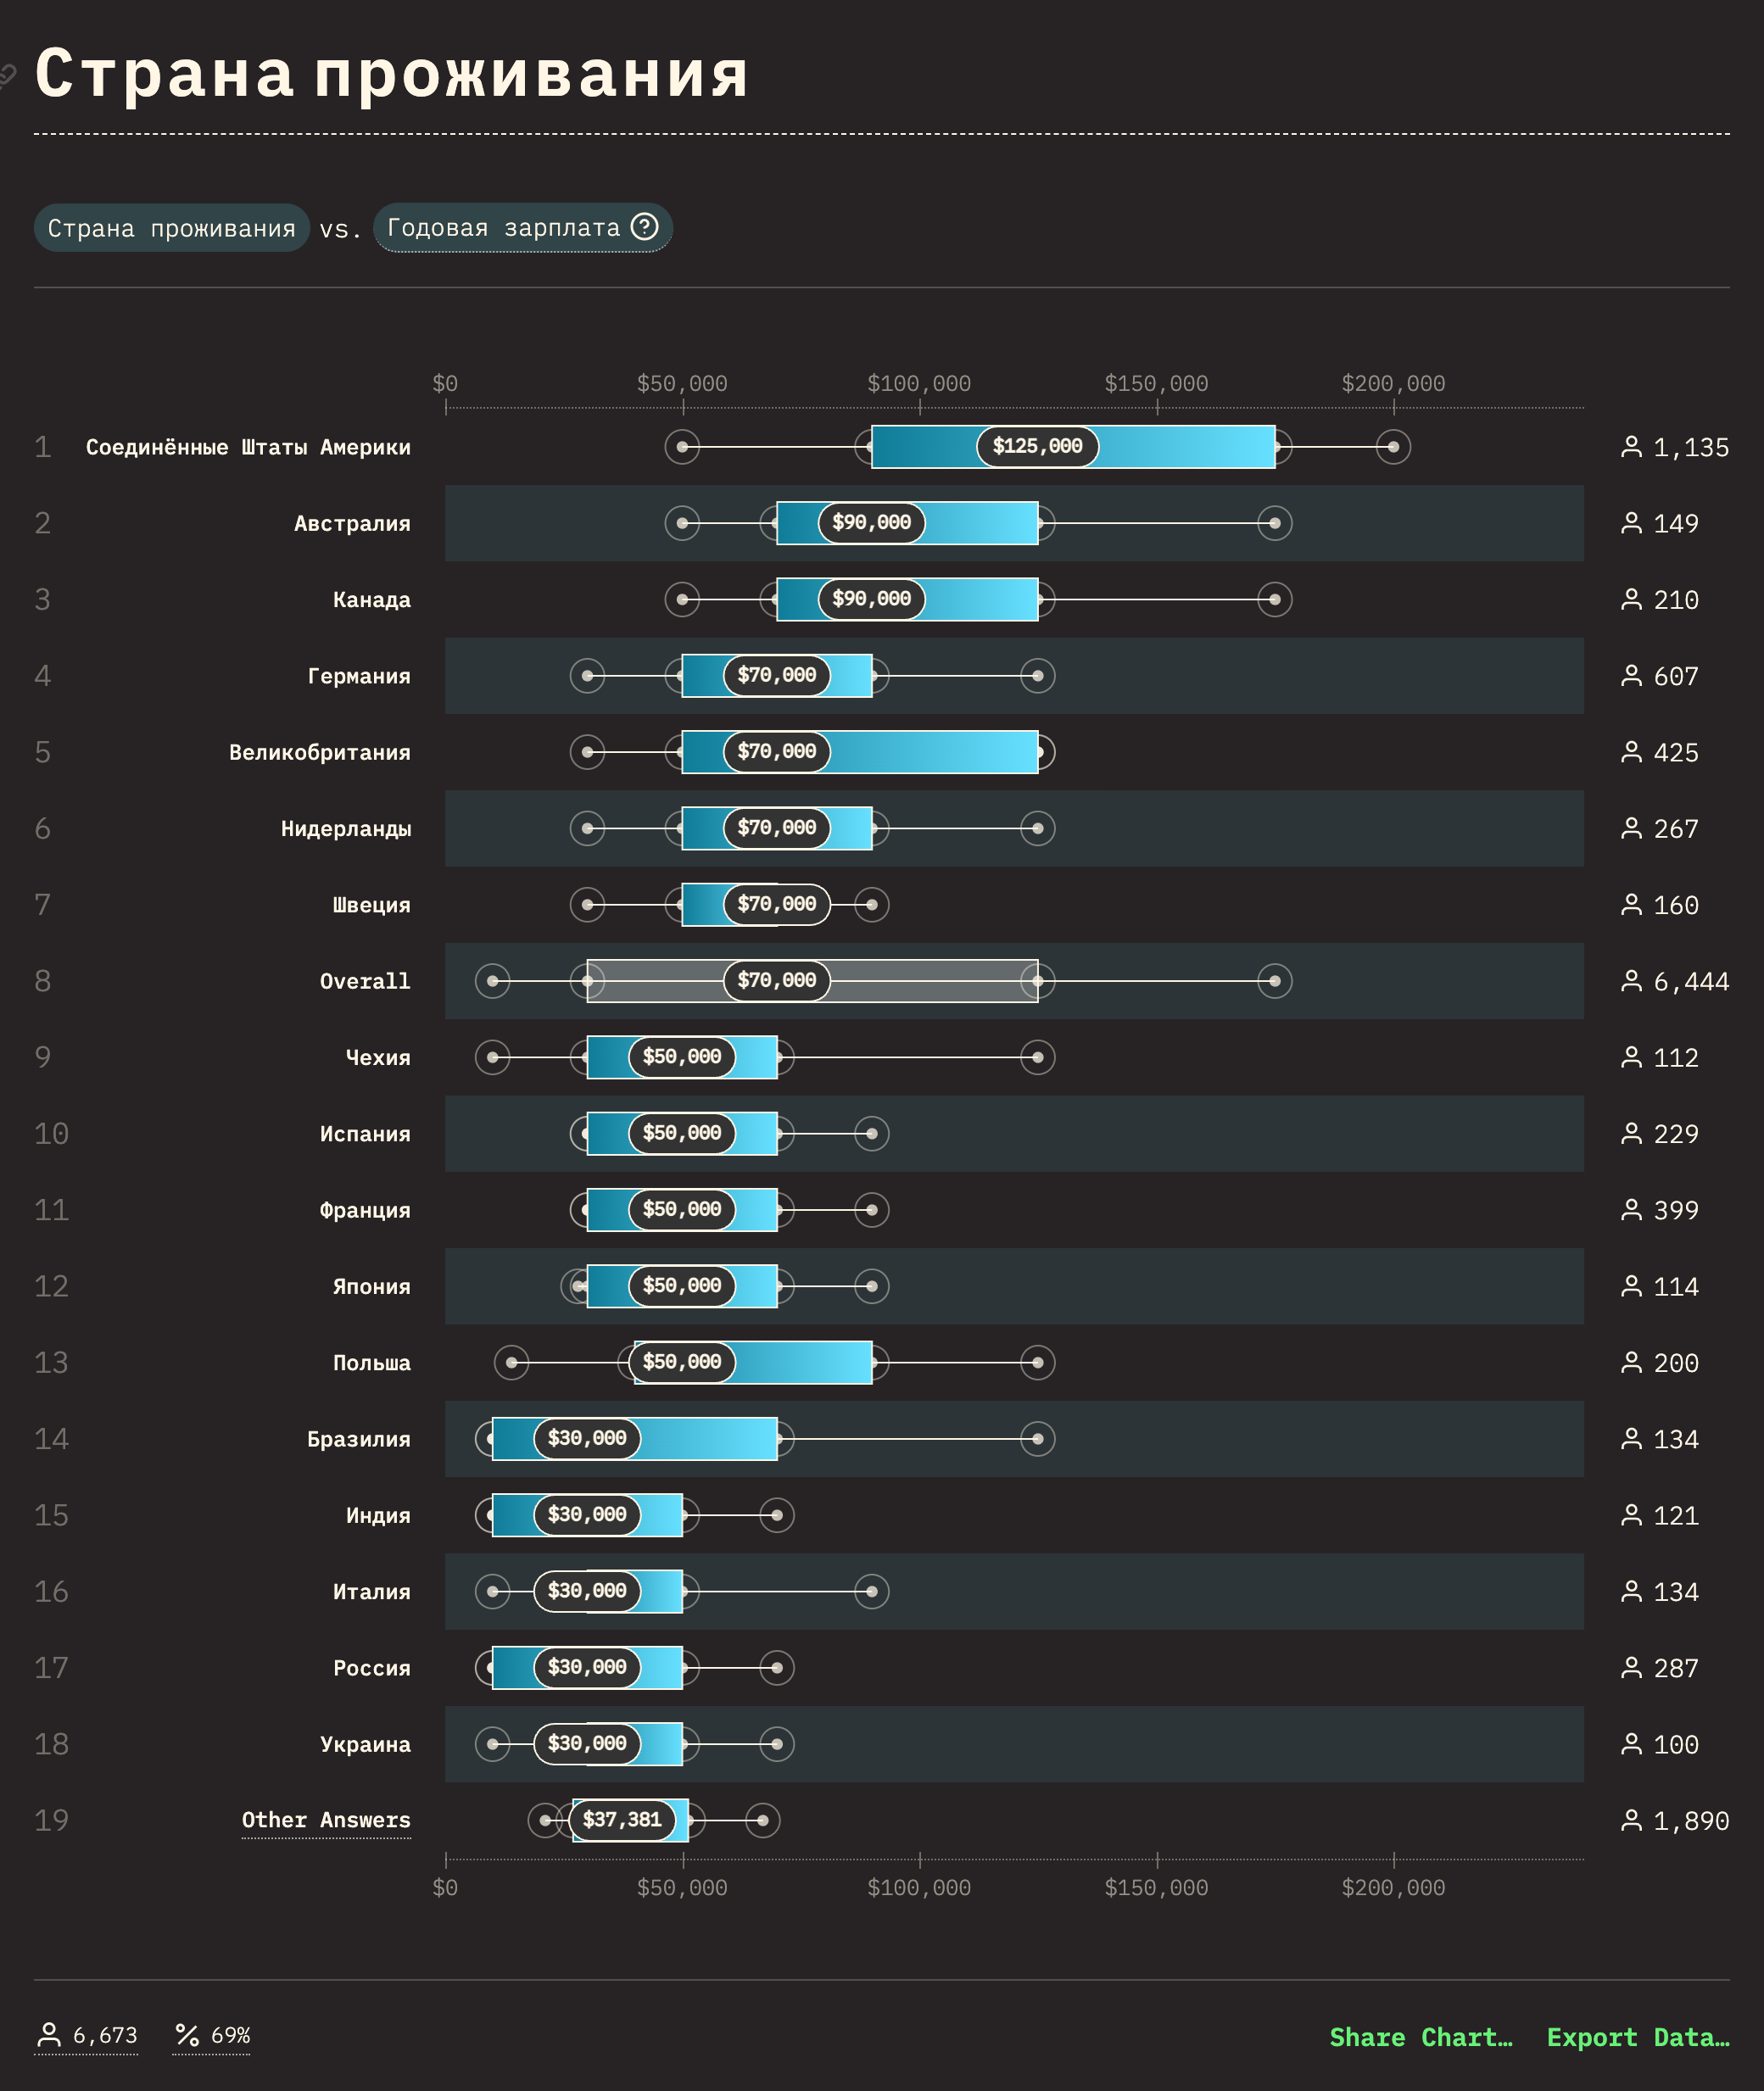 Страна проживания
Страна проживания vs. Годовая зарплата
$0 $50,000 $100,000 $150,000 $200,000
1 Соединённые Штаты Америки $125,000 1,135
2 Австралия $90,000 149
3 Канада $90,000 210
4 Германия $70,000 607
5 Великобритания $70,000 425
6 Нидерланды $70,000 267
7 Швеция $70,000 160
8 Overall $70,000 6,444
9 Чехия $50,000 112
10 Испания $50,000 229
11 Франция $50,000 399
12 Япония $50,000 114
13 Польша $50,000 200
14 Бразилия $30,000 134
15 Индия $30,000 121
16 Италия $30,000 134
17 Россия $30,000 287
18 Украина $30,000 100
19 Other Answers $37,381 1,890
$0 $50,000 $100,000 $150,000 $200,000
6,673 69% Share Chart… Export Data…